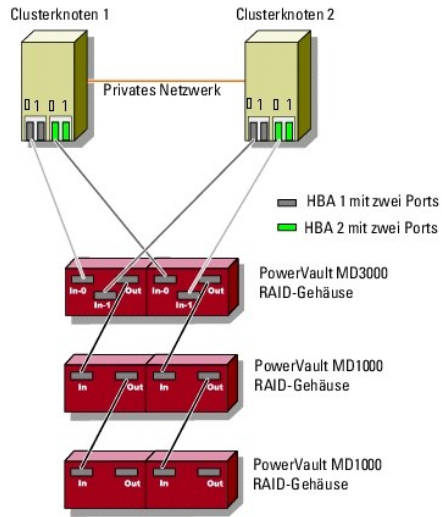 Clusterknoten 1
Clusterknoten 2
Privates Netzwerk
0 1 0 1
0 1 0 1
HBA 1 mit zwei Ports
HBA 2 mit zwei Ports
In-0
In-1
Out
In-0
In-1
Out
PowerVault MD3000
RAID-Gehäuse
In
Out
In
Out
PowerVault MD1000
RAID-Gehäuse
In
Out
In
Out
PowerVault MD1000
RAID-Gehäuse